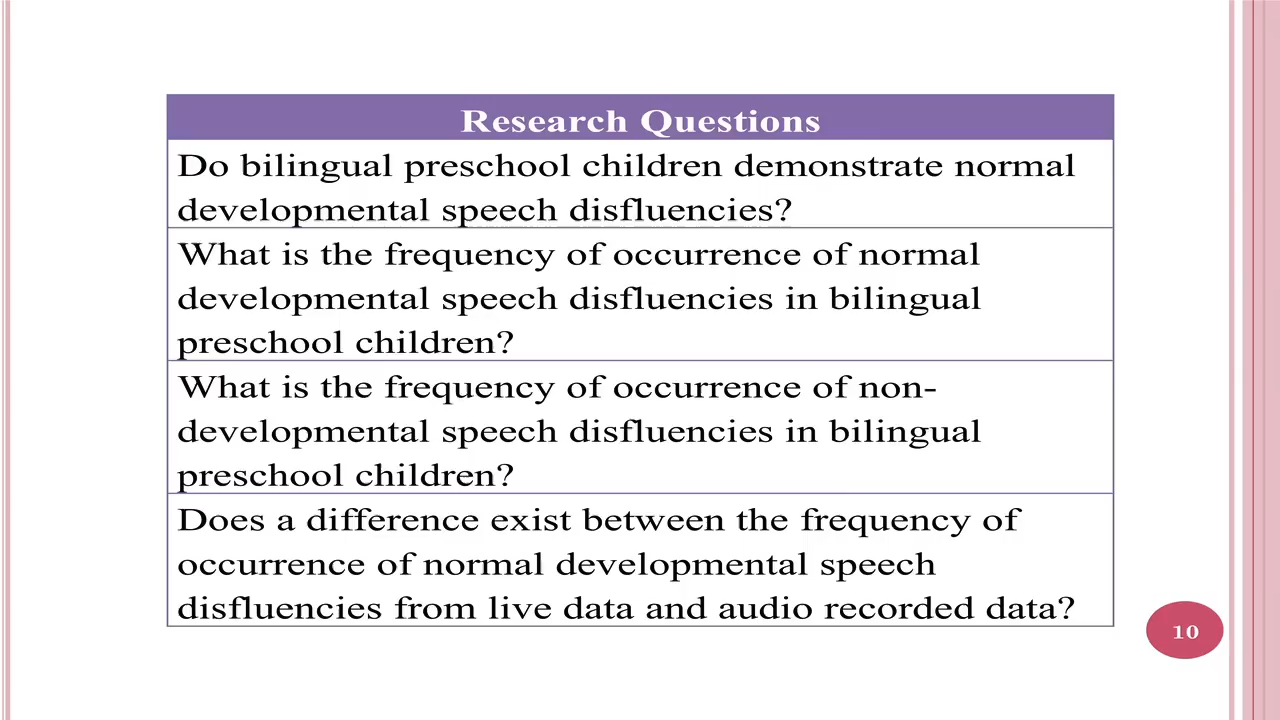 Research Questions
Do bilingual preschool children demonstrate normal
developmental speech disfluencies?
What is the frequency of occurrence of normal
developmental speech disfluencies in bilingual
preschool children?
What is the frequency of occurrence of non-
developmental speech disfluencies in bilingual
preschool children?
Does a difference exist between the frequency of
occurrence of normal developmental speech
disfluencies from live data and audio recorded data?
10